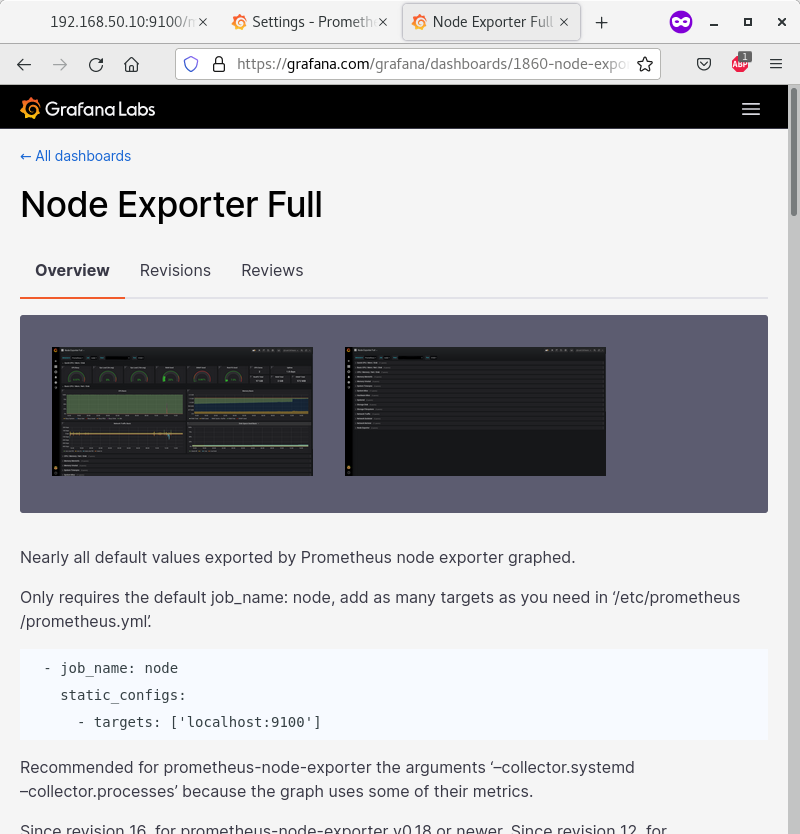 192.168.50.10:9100/m
Settings - Prometh
Node Exporter Full
https://grafana.com/grafana/dashboards/1860-node-expo
ABP
1
Grafana Labs
← All dashboards
Node Exporter Full
Overview
Revisions
Reviews
Nearly all default values exported by Prometheus node exporter graphed.
Only requires the default job_name: node, add as many targets as you need in ‘/etc/prometheus
/prometheus.yml’.
- job_name: node
static_configs:
- targets: ['localhost:9100']
Recommended for prometheus-node-exporter the arguments ‘–collector.systemd
–collector.processes’ because the graph uses some of their metrics.
Since revision 16, for prometheus-node-exporter v0.18 or newer. Since revision 12, for